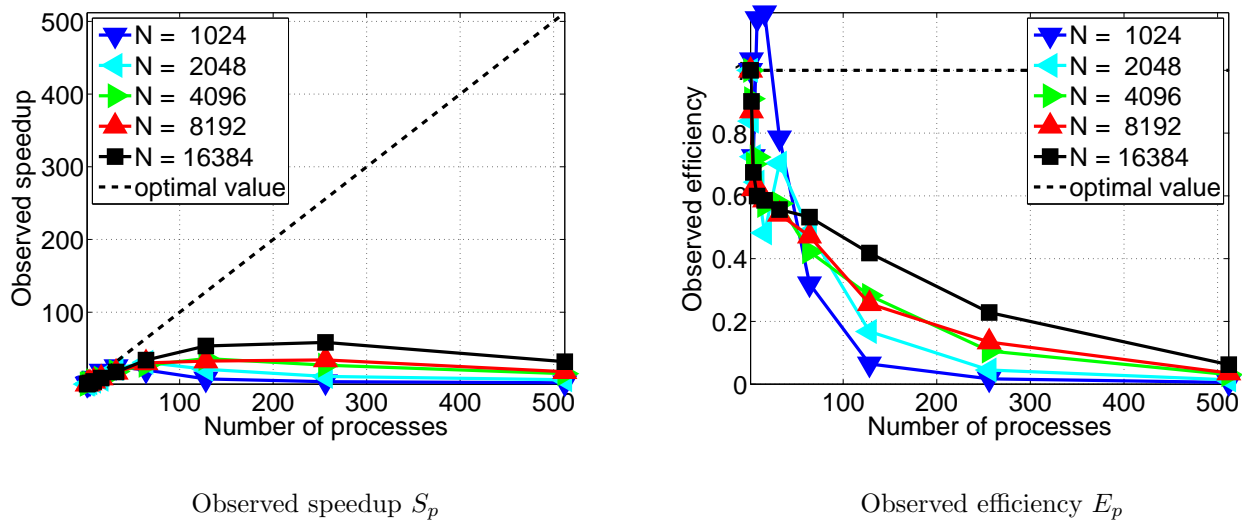 500
400
300
200
100
Observed speedup
N = 1024
N = 2048
N = 4096
N = 8192
N = 16384
optimal value
100 200 300 400 500
Number of processes
Observed speedup Sp
0.8
0.6
0.4
0.2
0
Observed efficiency
N = 1024
N = 2048
N = 4096
N = 8192
N = 16384
optimal value
100 200 300 400 500
Number of processes
Observed efficiency Ep